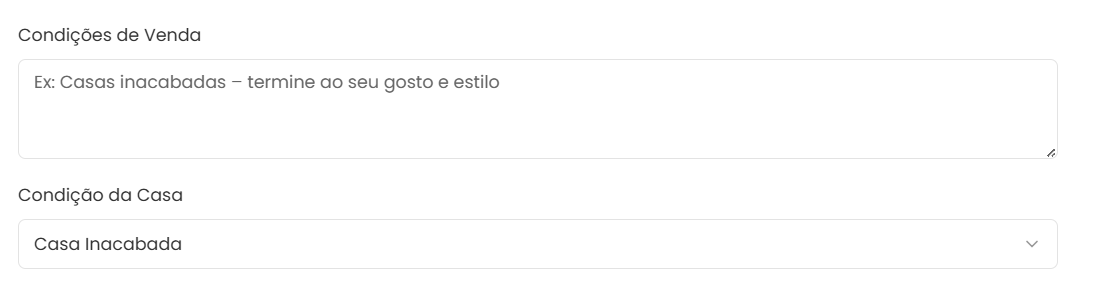 Condições de Venda
Ex: Casas inacabadas – termine ao seu gosto e estilo
Condição da Casa
Casa Inacabada